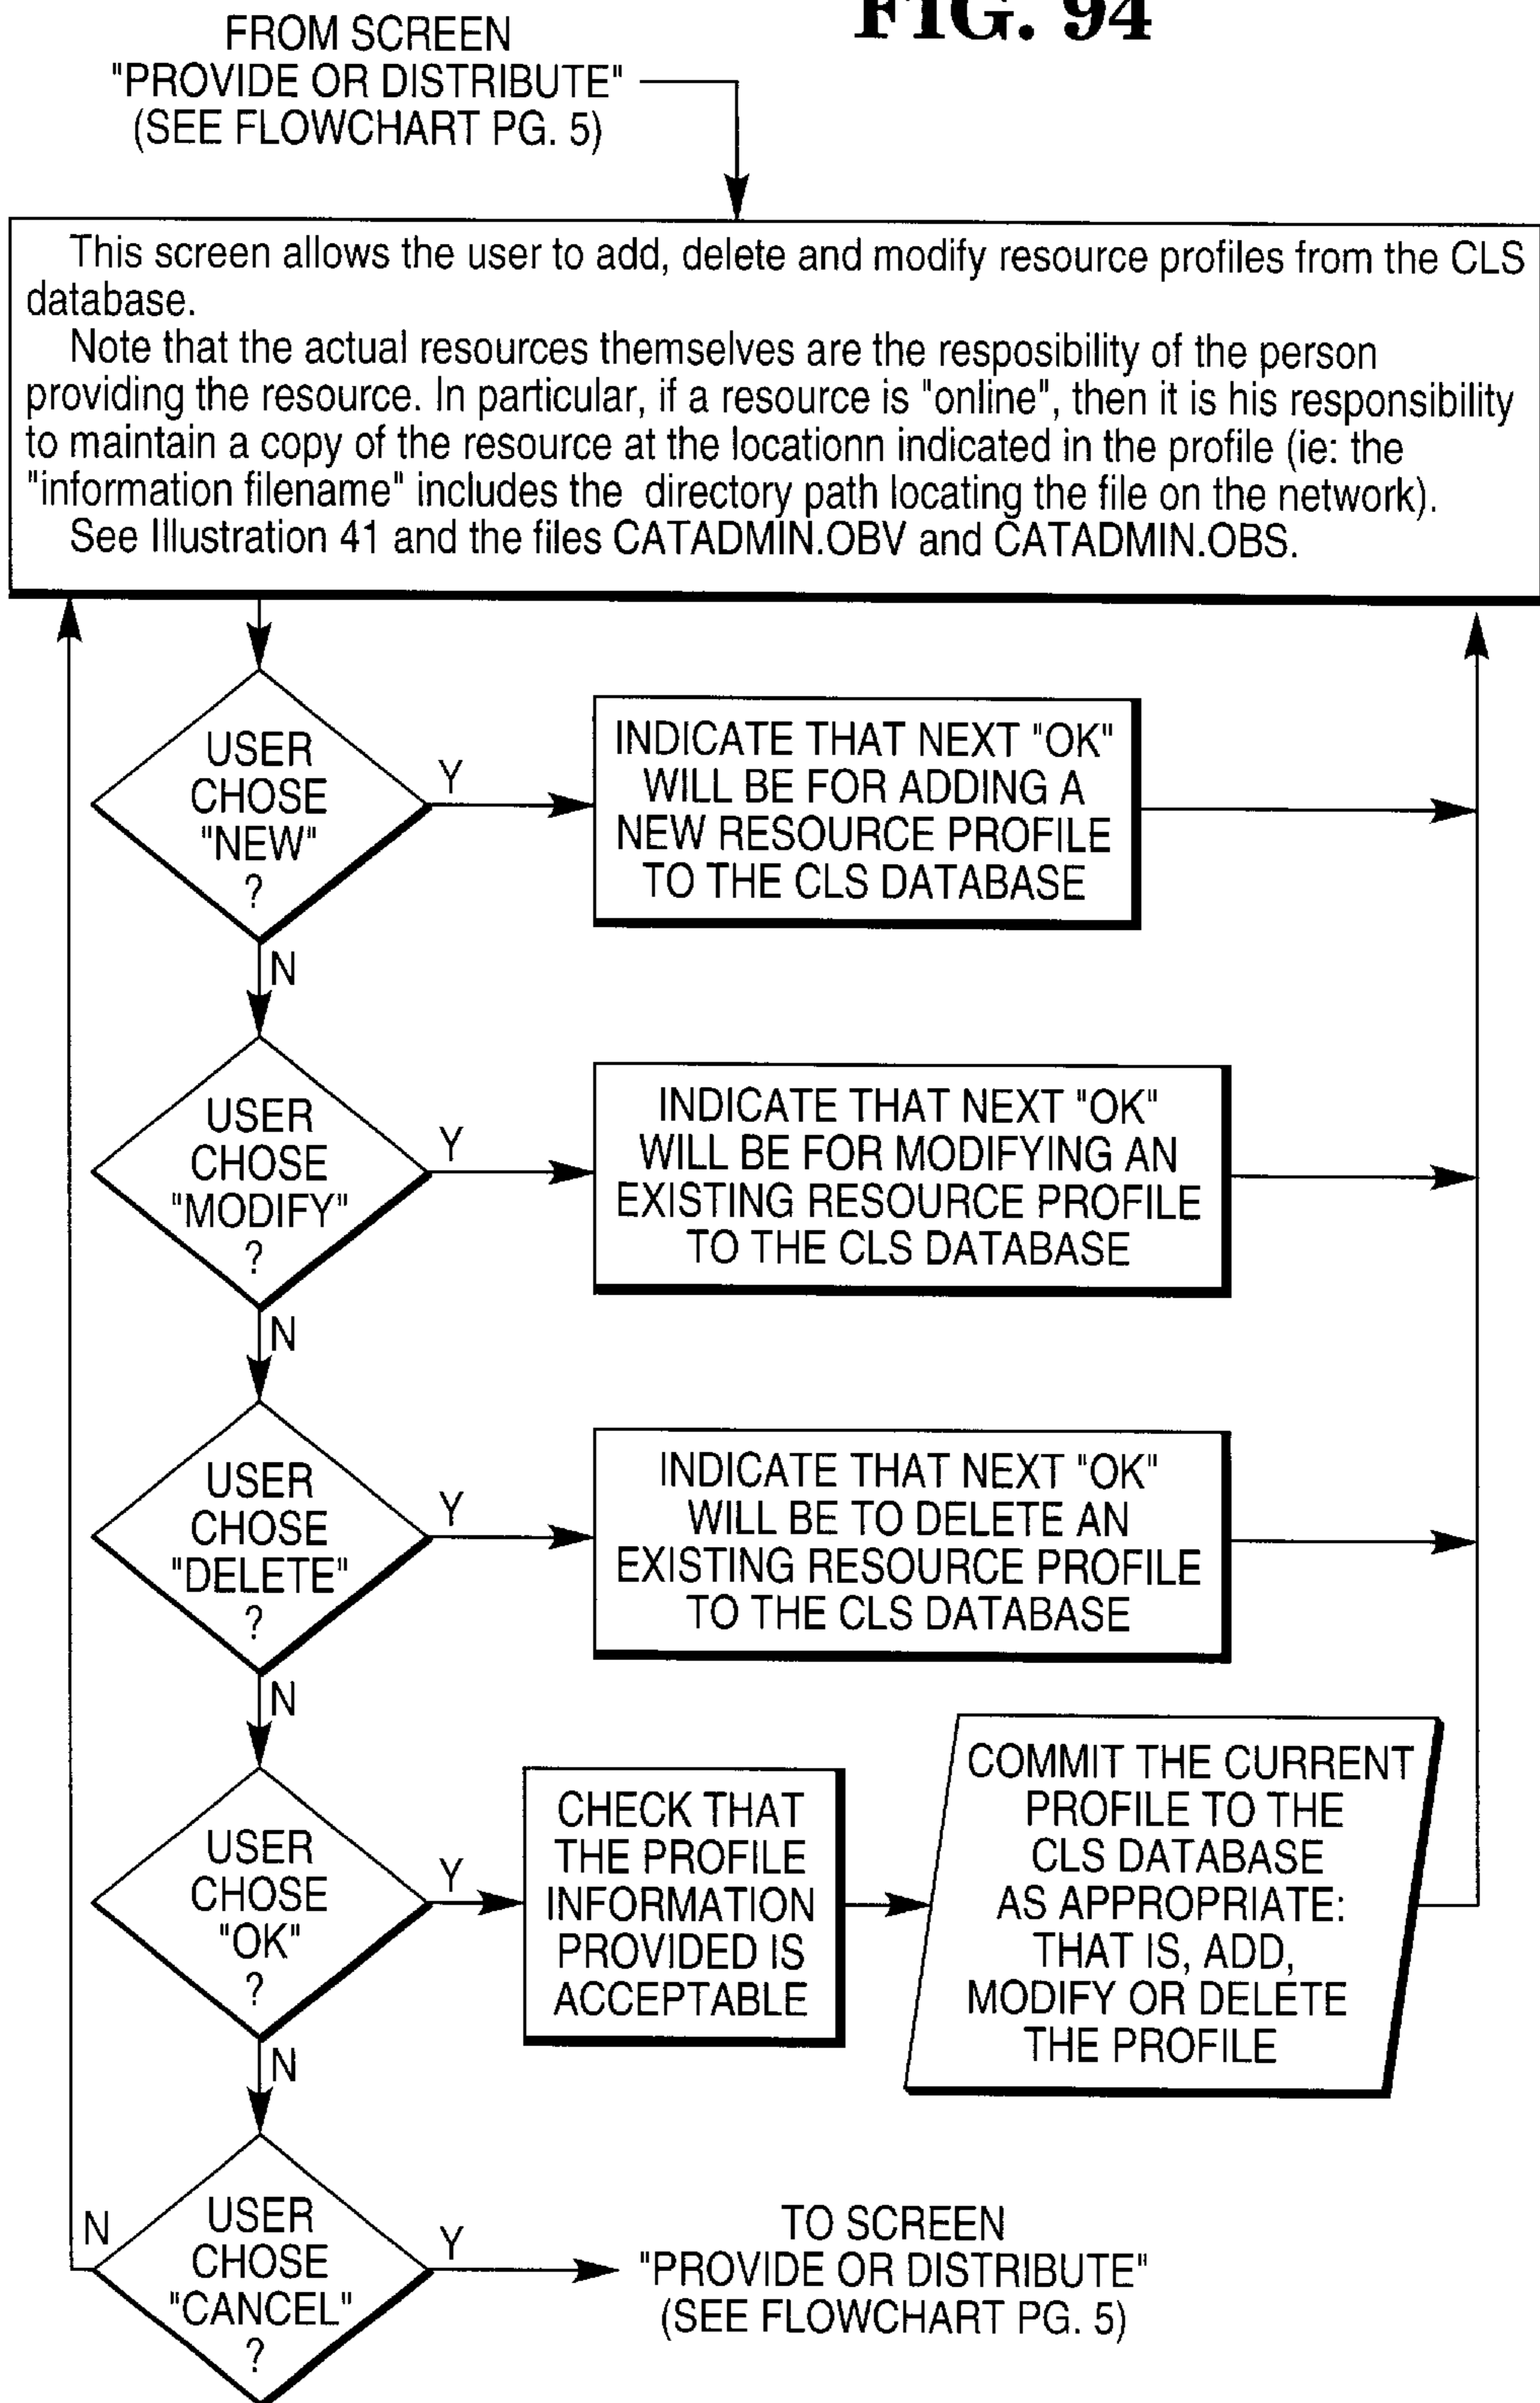 FIG. 94
FROM SCREEN
"PROVIDE OR DISTRIBUTE"
(SEE FLOWCHART PG. 5)
This screen allows the user to add, delete and modify resource profiles from the CLS
database.
Note that the actual resources themselves are the resposibility of the person
providing the resource. In particular, if a resource is "online", then it is his responsibility
to maintain a copy of the resource at the locationn indicated in the profile (ie: the
"information filename" includes the directory path locating the file on the network).
See Illustration 41 and the files CATADMIN.OBV and CATADMIN.OBS.
USER
CHOSE
"NEW"
?
Y
INDICATE THAT NEXT "OK"
WILL BE FOR ADDING A
NEW RESOURCE PROFILE
TO THE CLS DATABASE
N
USER
CHOSE
"MODIFY"
?
Y
INDICATE THAT NEXT "OK"
WILL BE FOR MODIFYING AN
EXISTING RESOURCE PROFILE
TO THE CLS DATABASE
N
USER
CHOSE
"DELETE"
?
Y
INDICATE THAT NEXT "OK"
WILL BE TO DELETE AN
EXISTING RESOURCE PROFILE
TO THE CLS DATABASE
N
USER
CHOSE
"OK"
?
Y
CHECK THAT
THE PROFILE
INFORMATION
PROVIDED IS
ACCEPTABLE
COMMIT THE CURRENT
PROFILE TO THE
CLS DATABASE
AS APPROPRIATE:
THAT IS, ADD,
MODIFY OR DELETE
THE PROFILE
N
N
USER
CHOSE
"CANCEL"
?
Y
TO SCREEN
"PROVIDE OR DISTRIBUTE"
(SEE FLOWCHART PG. 5)